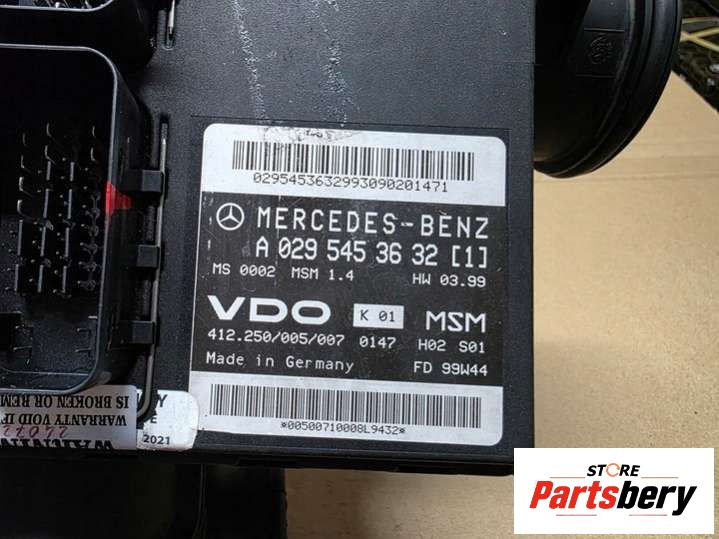 0295453632993090201471
MERCEDES-BENZ
A 029 545 36 32 [1]
MS 0002 MSM 1.4 HW 03.99
VDO K 01 MSM
412.250/005/007 0147 H02 S01
Made in Germany FD 99W44
*00500710008L9432*
WARRANTY VOID IF
IS BROKEN OR REM
2021
STORE
Partsbery